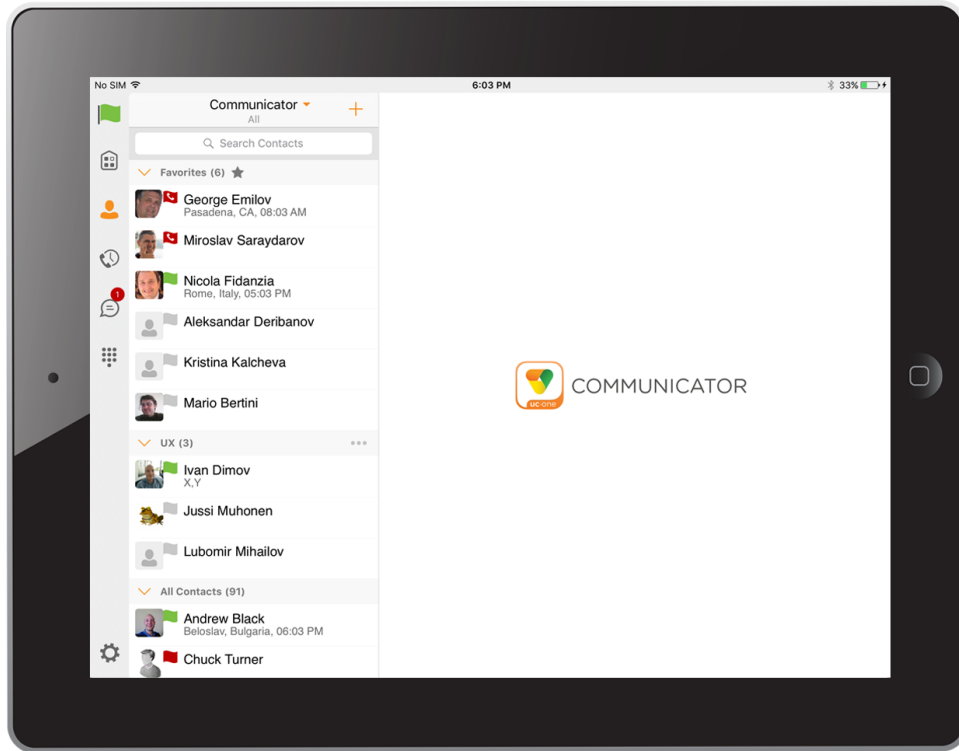 No SIM 6:03 PM 33%
Communicator
All
Search Contacts
Favorites (6)
George Emilov
Pasadena, CA, 08:03 AM
Miroslav Saraydarov
Nicola Fidanzia
Rome, Italy, 05:03 PM
Aleksandar Deribanov
Kristina Kalcheva
Mario Bertini
UX (3)
Ivan Dimov
X,Y
Jussi Muhonen
Lubomir Mihailov
All Contacts (91)
Andrew Black
Beloslav, Bulgaria, 06:03 PM
Chuck Turner
1
uc-one
COMMUNICATOR